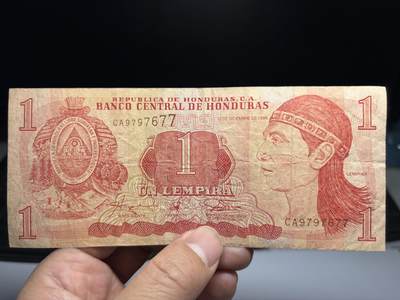 1
REPUBLICA DE HONDURAS, C.A.
BANCO CENTRAL DE HONDURAS
1
CA9797677
1
UN LEMPIRA
LEMPIRA
CA9797677
1
1